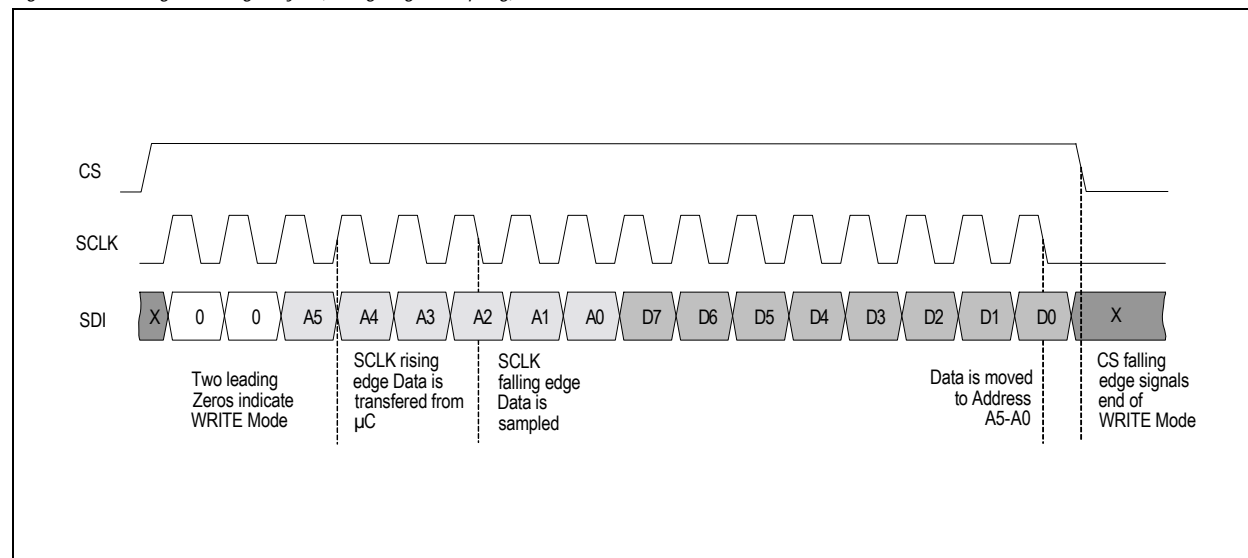 CS
SCLK
SDI X 0 0 A5 A4 A3 A2 A1 A0 D7 D6 D5 D4 D3 D2 D1 D0 X
Two leading
Zeros indicate
WRITE Mode
SCLK rising
edge Data is
transfered from
µC
SCLK
falling edge
Data is
sampled
Data is moved
to Address
A5-A0
CS falling
edge signals
end of
WRITE Mode